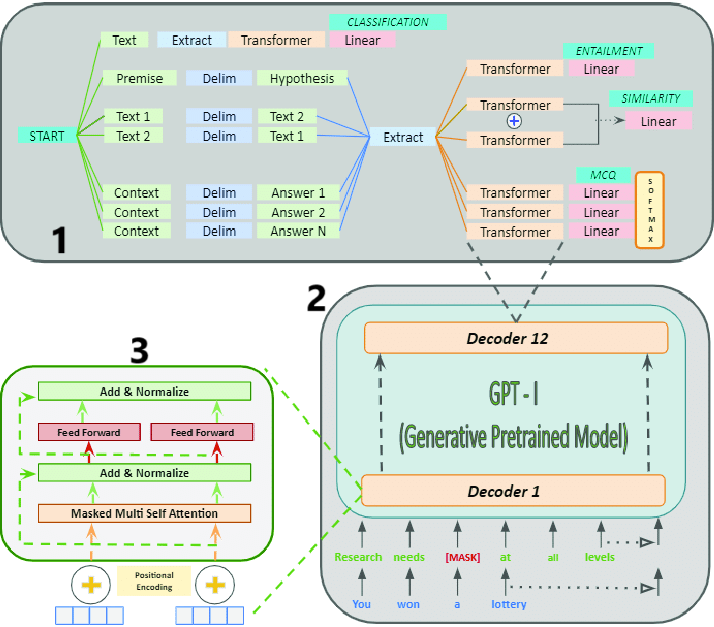 CLASSIFICATION
Text Extract Transformer Linear
ENTAILMENT
Premise Delim Hypothesis Transformer Linear
SIMILARITY
Text 1 Delim Text 2 Transformer
Linear
START Text 2 Delim Text 1 Extract Transformer
MCQ
Context Delim Answer 1 Transformer Linear
Context Delim Answer 2 Transformer Linear
Context Delim Answer N Transformer Linear
SOFTMAX
1
2
Decoder 12
GPT - I
(Generative Pretrained Model)
Decoder 1
Research needs [MASK] at all levels
You won a lottery
3
Add & Normalize
Feed Forward Feed Forward
Add & Normalize
Masked Multi Self Attention
Positional
Encoding